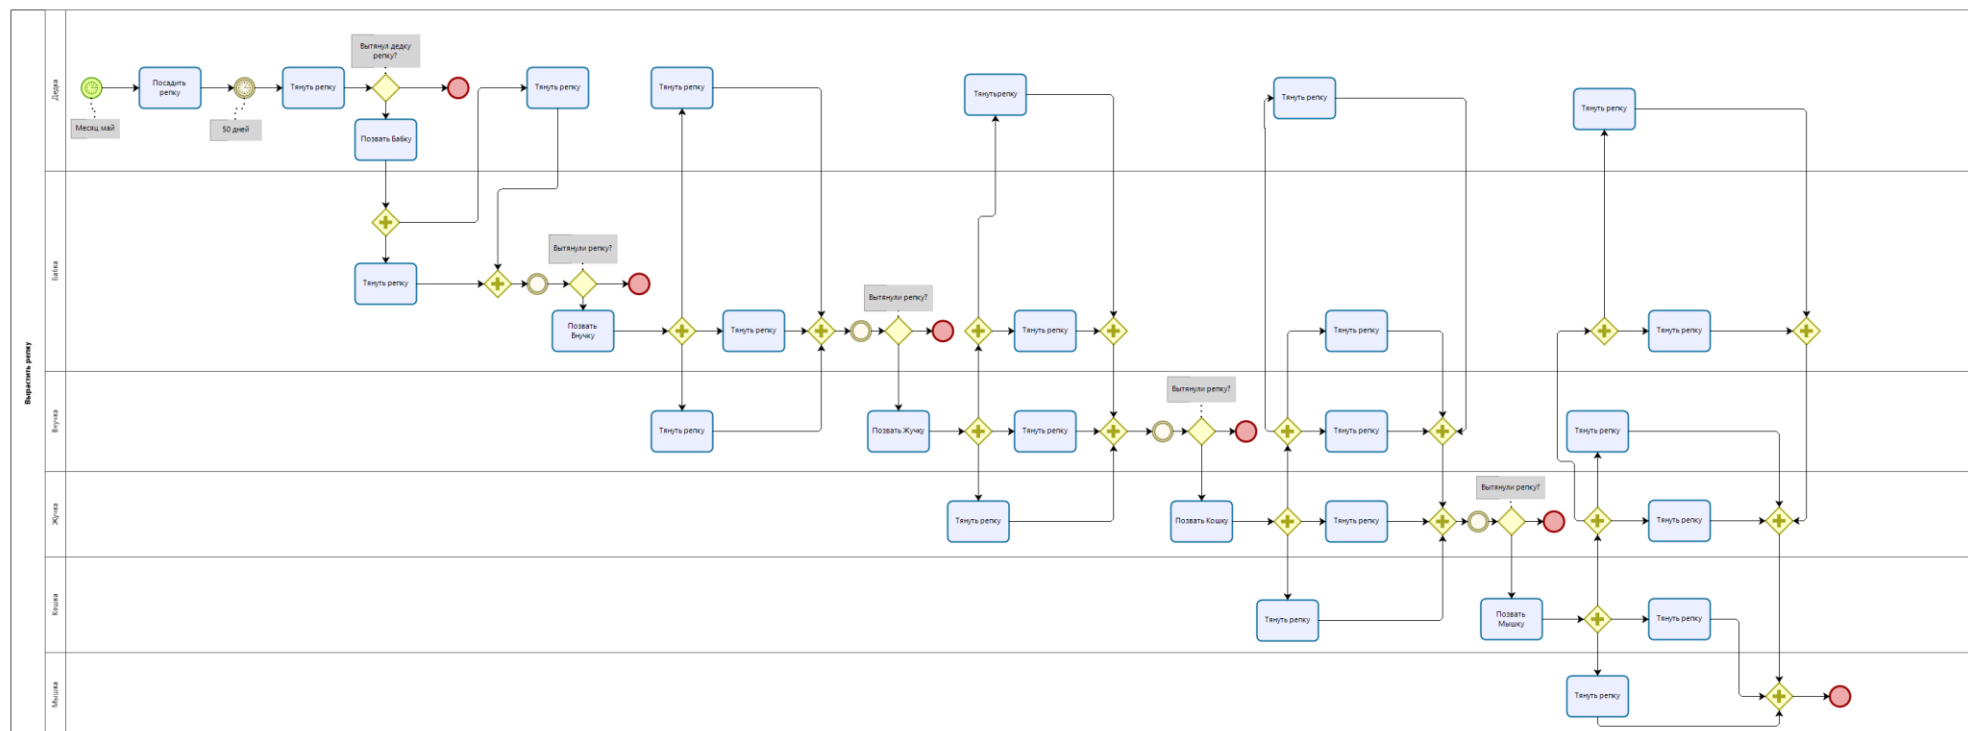 Вырастить репку
Дедка
Месяц май
Посадить
репку
50 дней
Тянуть репку
Вытянул дедку
репку?
Позвать Бабку
Тянуть репку
Тянуть репку
Тянутьрепку
Тянуть репку
Тянуть репку
Бабка
Тянуть репку
Вытянули репку?
Позвать
Внучку
Тянуть репку
Вытянули репку?
Тянуть репку
Тянуть репку
Тянуть репку
Внучка
Тянуть репку
Позвать Жучку
Тянуть репку
Вытянули репку?
Тянуть репку
Тянуть репку
Жучка
Тянуть репку
Позвать Кошку
Тянуть репку
Вытянули репку?
Тянуть репку
Кошка
Тянуть репку
Позвать
Мышку
Тянуть репку
Мышка
Тянуть репку